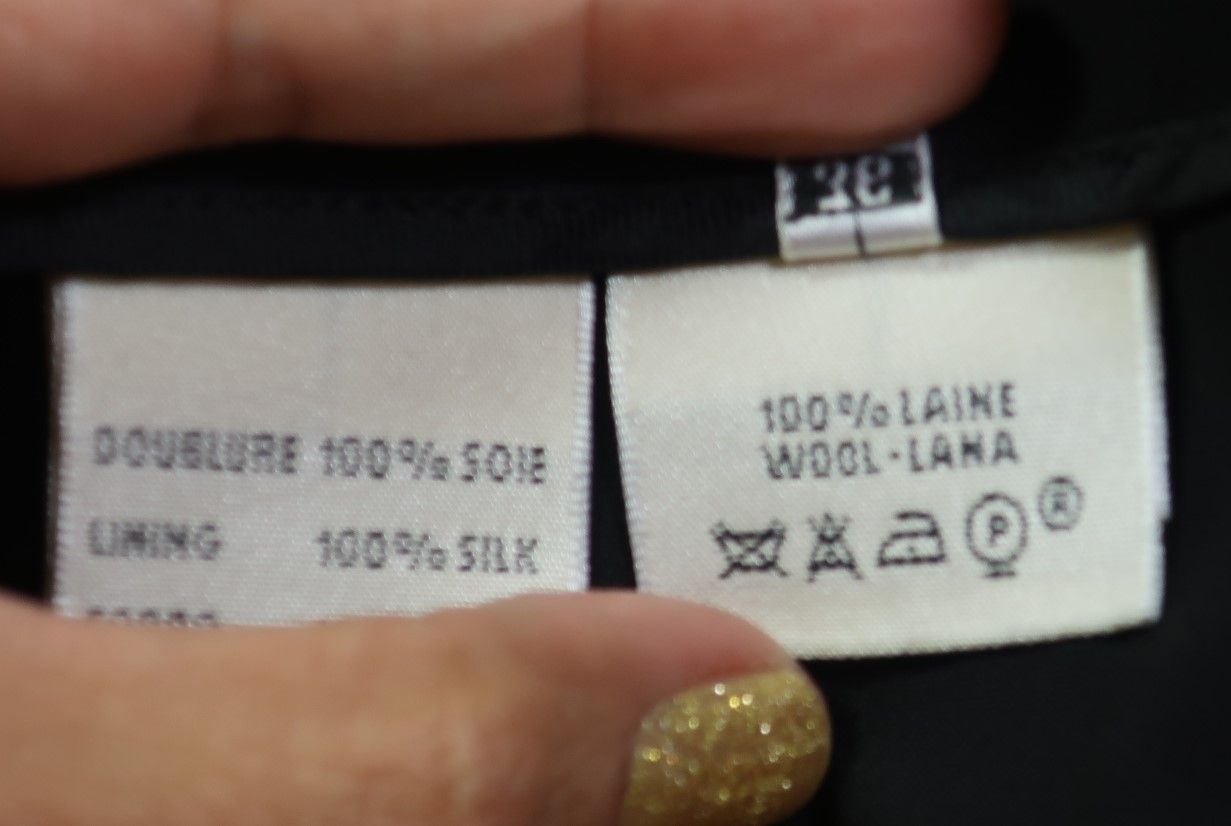 DOUBLURE 100% SOIE
LINING 100% SILK
100% LAINE
WOOL-LANA
P
R